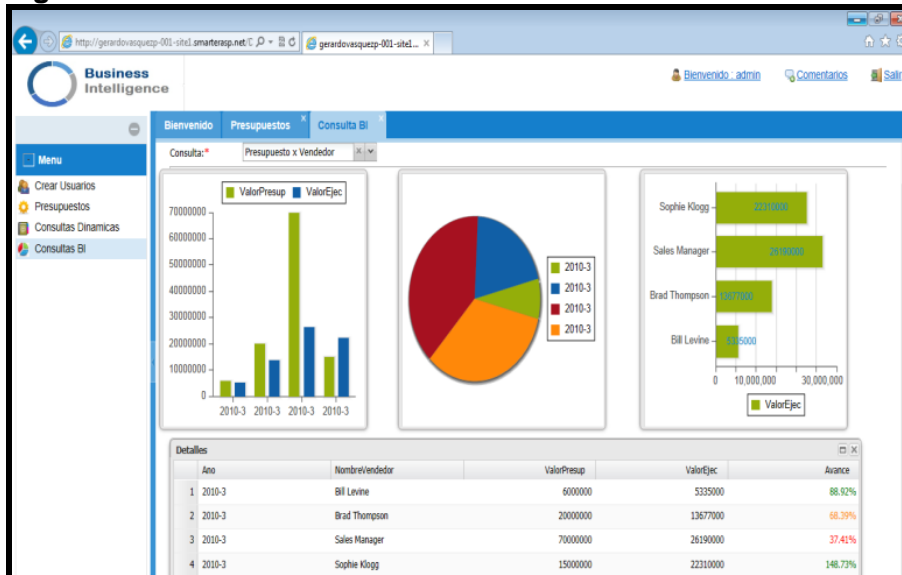 http://gerardovasquezp-001-site1.smarterasp.net/C
gerardovasquezp-001-site1...
Business
Intelligence
Bienvenido : admin
Comentarios
Salir
Bienvenido
Presupuestos
Consulta BI
Menu
Crear Usuarios
Presupuestos
Consultas Dinamicas
Consultas BI
Consulta:*
Presupuesto x Vendedor
ValorPresup
ValorEjec
70000000
60000000
50000000
40000000
30000000
20000000
10000000
0
2010-3 2010-3 2010-3 2010-3
2010-3
2010-3
2010-3
2010-3
Sophie Klogg 22310000
Sales Manager 26190000
Brad Thompson 13677000
Bill Levine 5335000
0 10,000,000 30,000,000
ValorEjec
Detalles
Ano NombreVendedor ValorPresup ValorEjec Avance
1 2010-3 Bill Levine 6000000 5335000 88.92%
2 2010-3 Brad Thompson 20000000 13677000 68.39%
3 2010-3 Sales Manager 70000000 26190000 37.41%
4 2010-3 Sophie Klogg 15000000 22310000 148.73%